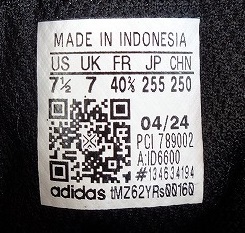 MADE IN INDONESIA
US UK FR JP CHN
7½ 7 40⅔ 255 250
04/24
PCI 789002
A:ID6600
#134634194
adidas tMZ62YRs00160